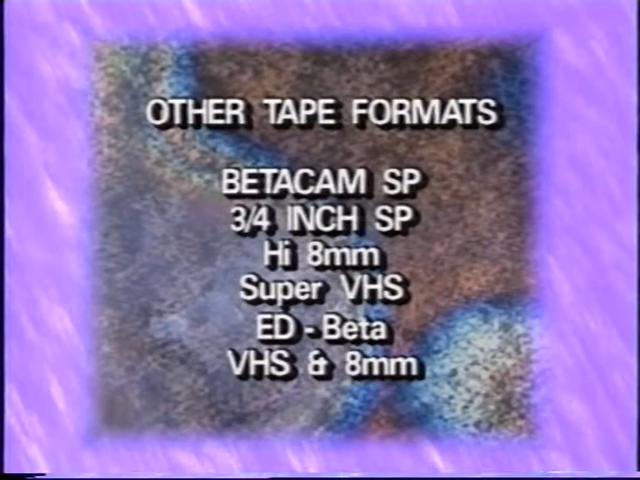 OTHER TAPE FORMATS
BETACAM SP
3/4 INCH SP
Hi 8mm
Super VHS
ED-Beta
VHS & 8mm